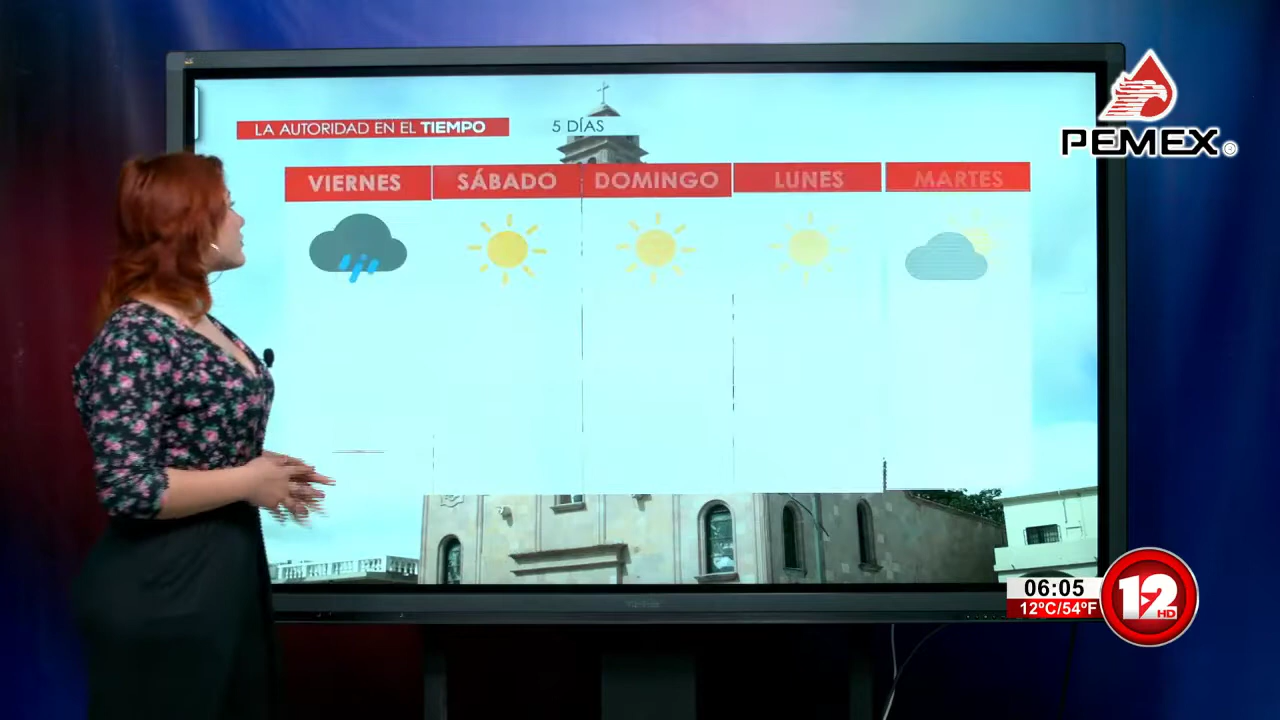 LA AUTORIDAD EN EL TIEMPO
5 DÍAS
VIERNES SÁBADO DOMINGO LUNES MARTES
PEMEX
06:05
12°C/54°F
12 HD